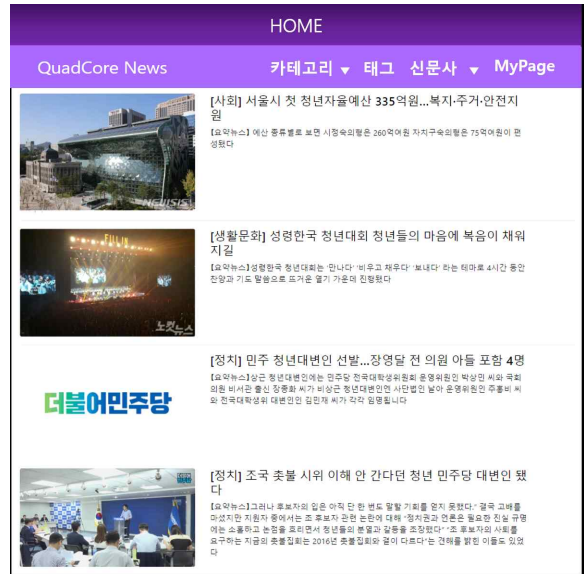 HOME
QuadCore News
카테고리 ▼ 태그 신문사 ▼ MyPage
[사회] 서울시 첫 청년자율예산 335억원...복지·주거·안전지
원
【요약뉴스】 예산 종류별로 보면 시정숙의형은 260억여원 자치구숙의형은 75억여원이 편
성됐다
NEWSIS
[생활문화] 성령한국 청년대회 청년들의 마음에 복음이 채워
지길
【요약뉴스】성령한국 청년대회는 '만나다' '비우고 채우다' '보내다' 라는 테마로 4시간 동안
찬양과 기도 말씀으로 뜨거운 열기 가운데 진행됐다
노컷뉴스
[정치] 민주 청년대변인 선발...장영달 전 의원 아들 포함 4명
【요약뉴스】상근 청년대변인에는 민주당 전국대학생위원회 운영위원인 박상민 씨와 국회
의원 비서관 출신 장종화 씨가 비상근 청년대변인엔 사단법인 날아 운영위원인 주홍비 씨
와 전국대학생위 대변인인 김민재 씨가 각각 임명됩니다
더불어민주당
[정치] 조국 촛불 시위 이해 안 간다던 청년 민주당 대변인 됐
다
【요약뉴스】그러나 후보자의 입은 아직 단 한 번도 말할 기회를 얻지 못했다." 결국 고배를
마셨지만 지원자 중에서는 조 후보자 관련 논란에 대해 "정치권과 언론은 필요한 진실 규명
에는 소홀하고 논점을 흐리면서 청년들의 분열과 갈등을 조장했다" "조 후보자의 사퇴를
요구하는 지금의 촛불집회는 2016년 촛불집회와 결이 다르다"는 견해를 밝힌 이들도 있었
다